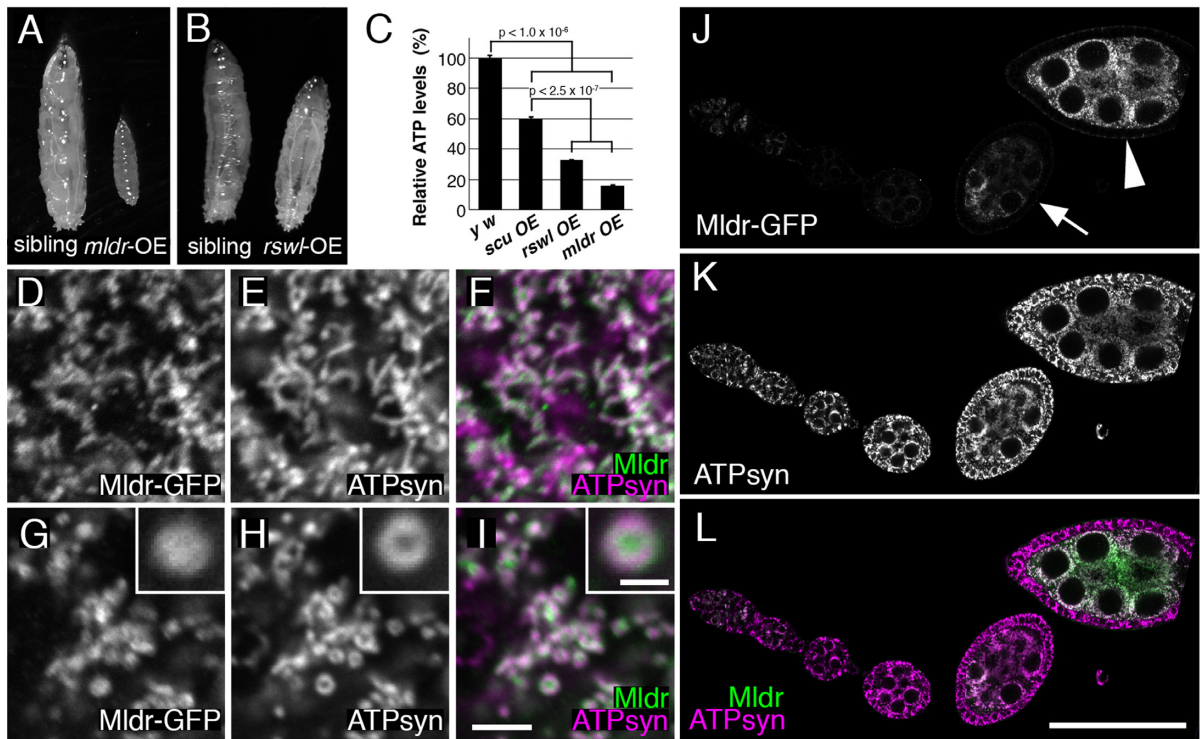 A
sibling mldr-OE
B
sibling rswl-OE
C
Relative ATP levels (%)
p < 1.0 x 10-6
p < 2.5 x 10-7
100
80
60
40
20
0
y w
scu OE
rswl OE
mldr OE
D
Mldr-GFP
E
ATPsyn
F
Mldr
ATPsyn
G
Mldr-GFP
H
ATPsyn
I
Mldr
ATPsyn
J
Mldr-GFP
K
ATPsyn
L
Mldr
ATPsyn